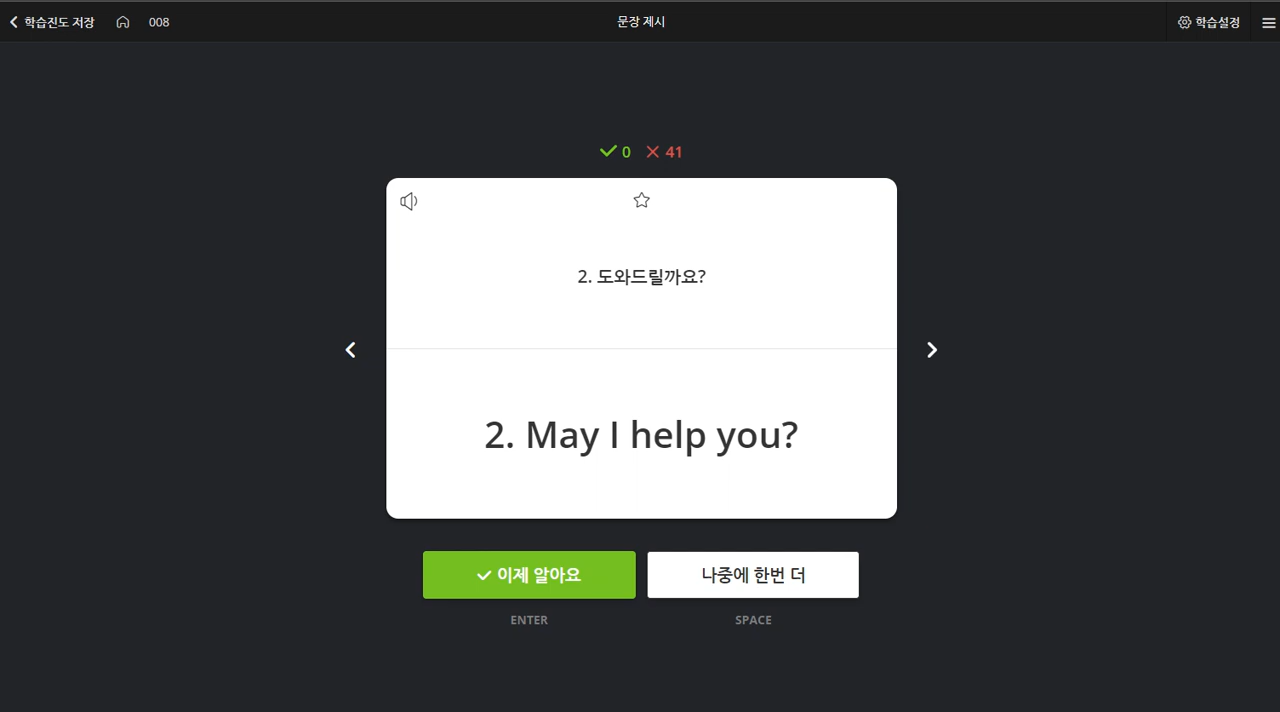 학습진도 저장 008 문장 제시 학습설정
0 41
2. 도와드릴까요?
2. May I help you?
이제 알아요 나중에 한번 더
ENTER SPACE